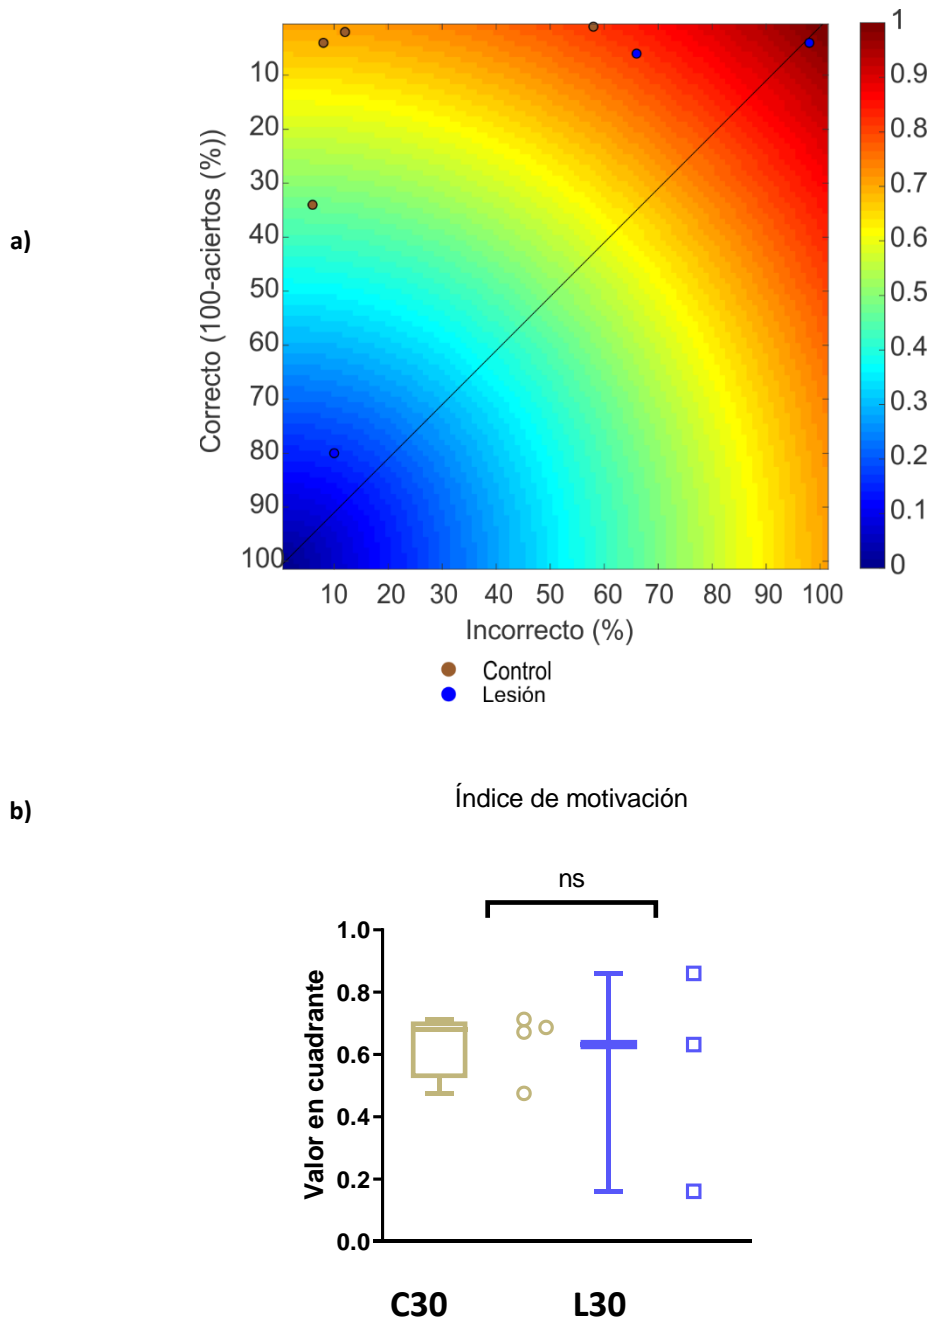 a)
Correcto (100-aciertos (%))
10
20
30
40
50
60
70
80
90
100
10 20 30 40 50 60 70 80 90 100
Incorrecto (%)
1
0.9
0.8
0.7
0.6
0.5
0.4
0.3
0.2
0.1
0
Control
Lesión
b)
Índice de motivación
ns
Valor en cuadrante
1.0
0.8
0.6
0.4
0.2
0.0
C30 L30